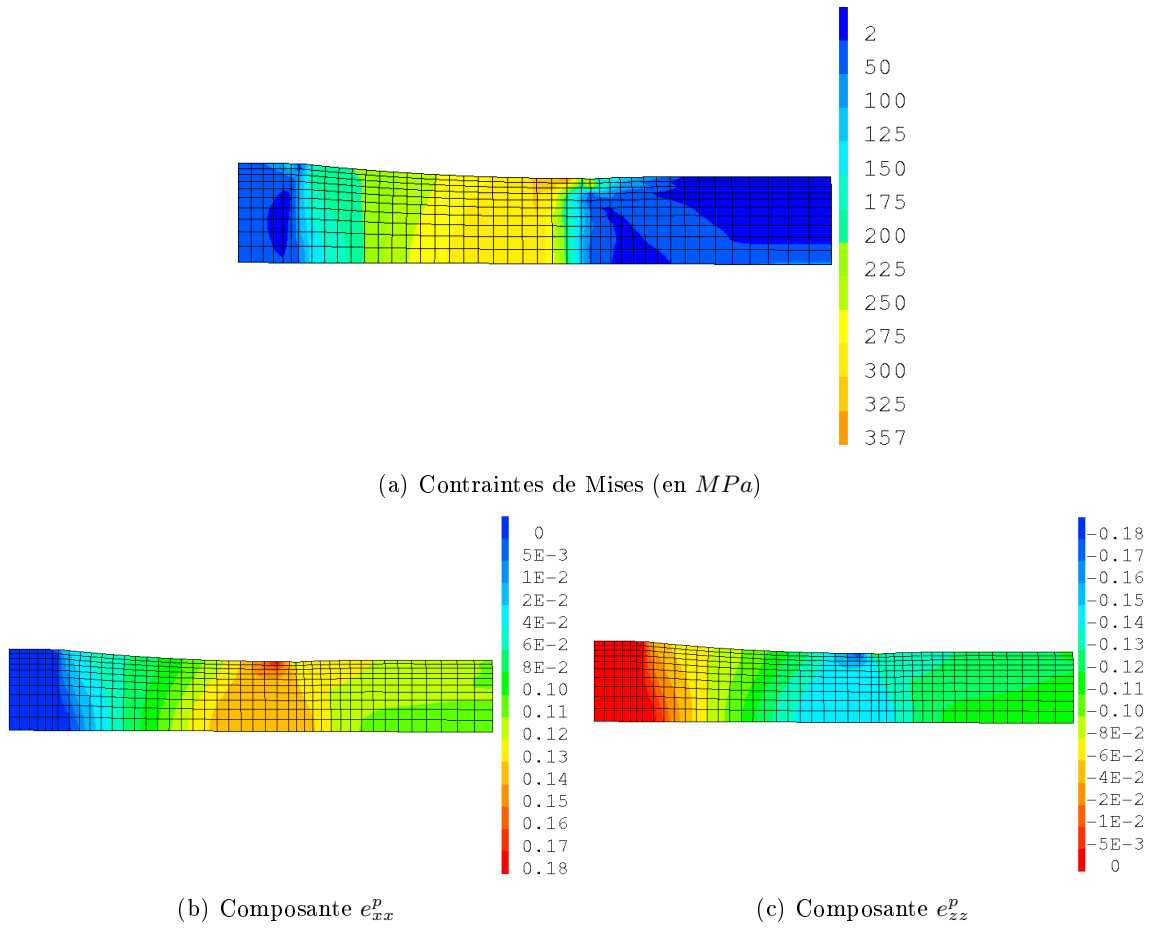 2
50
100
125
150
175
200
225
250
275
300
325
357
(a) Contraintes de Mises (en MPa)
0
5E-3
1E-2
2E-2
4E-2
6E-2
8E-2
0.10
0.11
0.12
0.13
0.14
0.15
0.16
0.17
0.18
(b) Composante e^p_{xx}
-0.18
-0.17
-0.16
-0.15
-0.14
-0.13
-0.12
-0.11
-0.10
-8E-2
-6E-2
-4E-2
-2E-2
-1E-2
-5E-3
0
(c) Composante e^p_{zz}